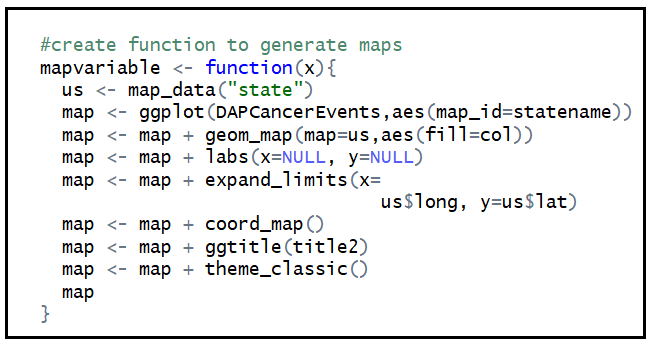 #create function to generate maps
mapvariable <- function(x){
us <- map_data("state")
map <- ggplot(DAPCancerEvents,aes(map_id=statename))
map <- map + geom_map(map=us,aes(fill=col))
map <- map + labs(x=NULL, y=NULL)
map <- map + expand_limits(x=
us$long, y=us$lat)
map <- map + coord_map()
map <- map + ggtitle(title2)
map <- map + theme_classic()
map
}